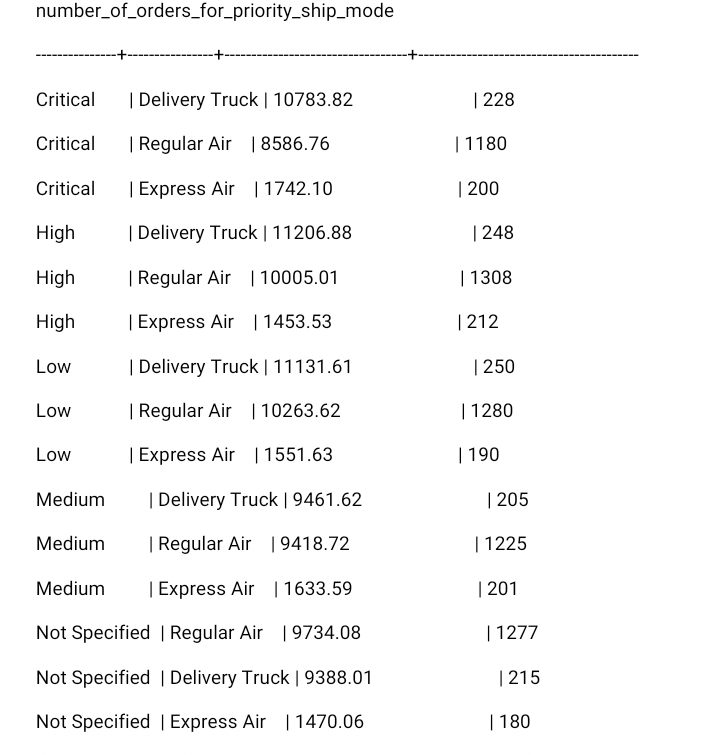 number_of_orders_for_priority_ship_mode
---------------+----------------+----------------------------------+-----------------------------------------
Critical | Delivery Truck | 10783.82 | 228
Critical | Regular Air | 8586.76 | 1180
Critical | Express Air | 1742.10 | 200
High | Delivery Truck | 11206.88 | 248
High | Regular Air | 10005.01 | 1308
High | Express Air | 1453.53 | 212
Low | Delivery Truck | 11131.61 | 250
Low | Regular Air | 10263.62 | 1280
Low | Express Air | 1551.63 | 190
Medium | Delivery Truck | 9461.62 | 205
Medium | Regular Air | 9418.72 | 1225
Medium | Express Air | 1633.59 | 201
Not Specified | Regular Air | 9734.08 | 1277
Not Specified | Delivery Truck | 9388.01 | 215
Not Specified | Express Air | 1470.06 | 180